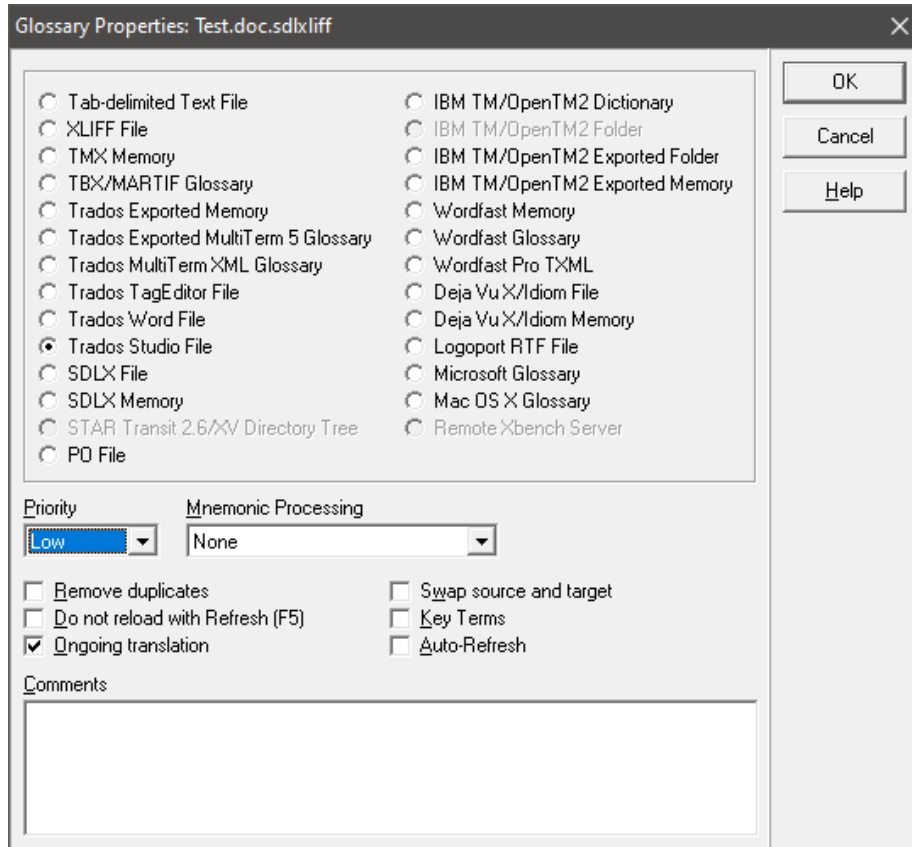 Glossary Properties: Test.doc.sdlxliff
Tab-delimited Text File
XLIFF File
TMX Memory
TBX/MARTIF Glossary
Trados Exported Memory
Trados Exported MultiTerm 5 Glossary
Trados MultiTerm XML Glossary
Trados TagEditor File
Trados Word File
Trados Studio File
SDLX File
SDLX Memory
STAR Transit 2.6/XV Directory Tree
PO File
IBM TM/OpenTM2 Dictionary
IBM TM/OpenTM2 Folder
IBM TM/OpenTM2 Exported Folder
IBM TM/OpenTM2 Exported Memory
Wordfast Memory
Wordfast Glossary
Wordfast Pro TXML
Deja Vu X/Idiom File
Deja Vu X/Idiom Memory
Logoport RTF File
Microsoft Glossary
Mac OS X Glossary
Remote Xbench Server
OK
Cancel
Help
Priority
Low
Mnemonic Processing
None
Remove duplicates
Do not reload with Refresh (F5)
Ongoing translation
Swap source and target
Key Terms
Auto-Refresh
Comments